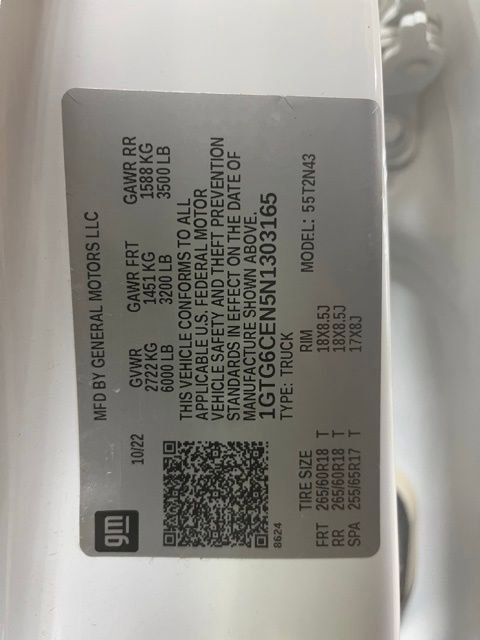 gm
MFD BY GENERAL MOTORS LLC
10/22
GVWR GAWR FRT GAWR RR
2722 KG 1451 KG 1588 KG
6000 LB 3200 LB 3500 LB
THIS VEHICLE CONFORMS TO ALL
APPLICABLE U.S. FEDERAL MOTOR
VEHICLE SAFETY AND THEFT PREVENTION
STANDARDS IN EFFECT ON THE DATE OF
MANUFACTURE SHOWN ABOVE.
1GTG6CEN5N1303165
TYPE: TRUCK MODEL: 55T2N43
8624
TIRE SIZE RIM
FRT 265/60R18 T 18X8.5J
RR 265/60R18 T 18X8.5J
SPA 255/65R17 T 17X8J